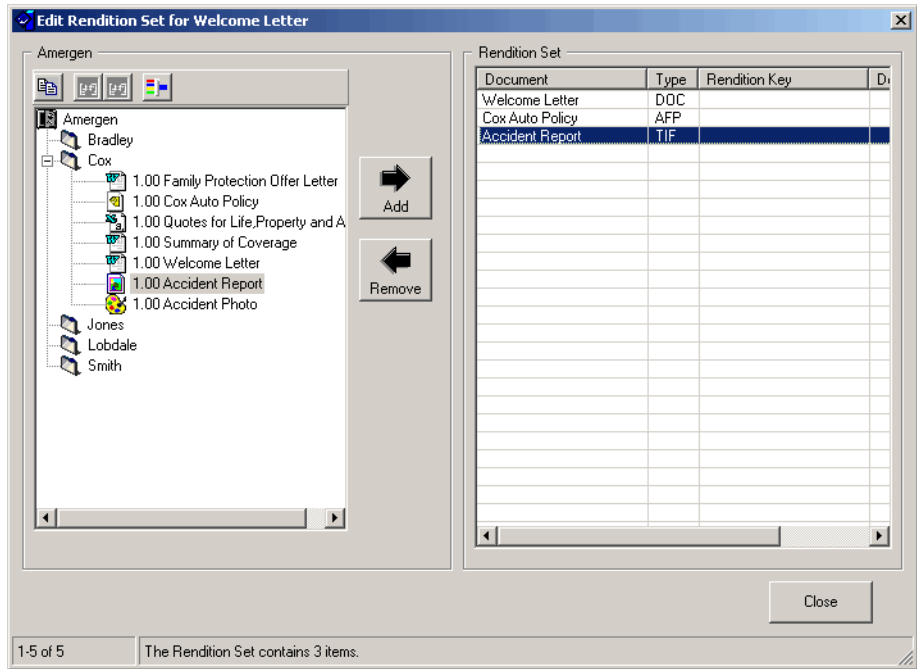 Edit Rendition Set for Welcome Letter
Amergen
Amergen
Bradley
Cox
1.00 Family Protection Offer Letter
1.00 Cox Auto Policy
1.00 Quotes for Life,Property and A
1.00 Summary of Coverage
1.00 Welcome Letter
1.00 Accident Report
1.00 Accident Photo
Jones
Lobdale
Smith
Add
Remove
Rendition Set
Document Type Rendition Key
Welcome Letter DOC
Cox Auto Policy AFP
Accident Report TIF
Close
1-5 of 5 The Rendition Set contains 3 items.